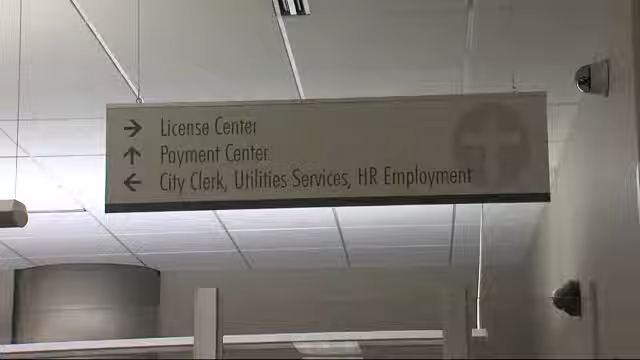 → License Center
↑ Payment Center
← City Clerk, Utilities Services, HR Employment